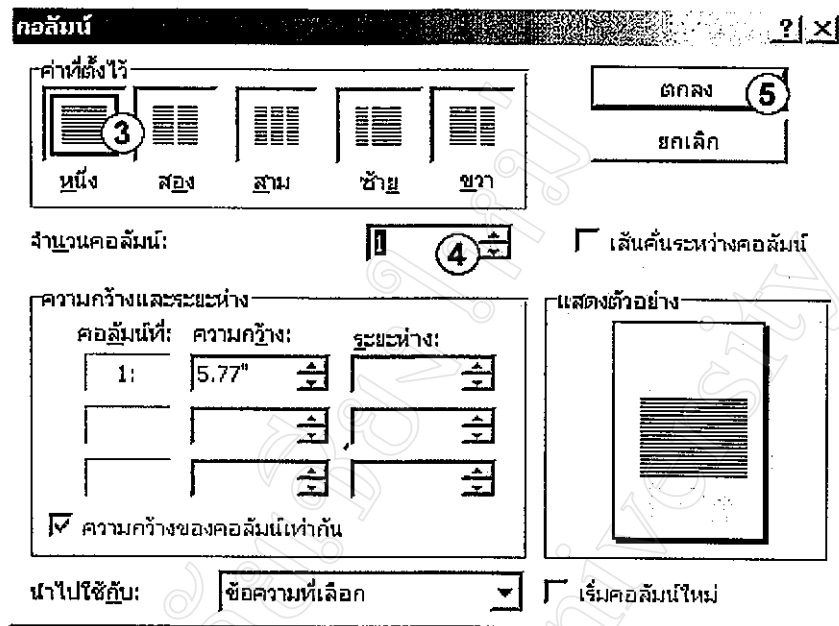 คอลัมน์ ? ×
ค่าที่ตั้งไว้
3
หนึ่ง สอง สาม ซ้าย ขวา
ตกลง 5
ยกเลิก
จำนวนคอลัมน์: 1 4
เส้นคั่นระหว่างคอลัมน์
ความกว้างและระยะห่าง
คอลัมน์ที่: ความกว้าง: ระยะห่าง:
1: 5.77"
ความกว้างของคอลัมน์เท่ากัน
แสดงตัวอย่าง
นำไปใช้กับ: ข้อความที่เลือก
เริ่มคอลัมน์ใหม่